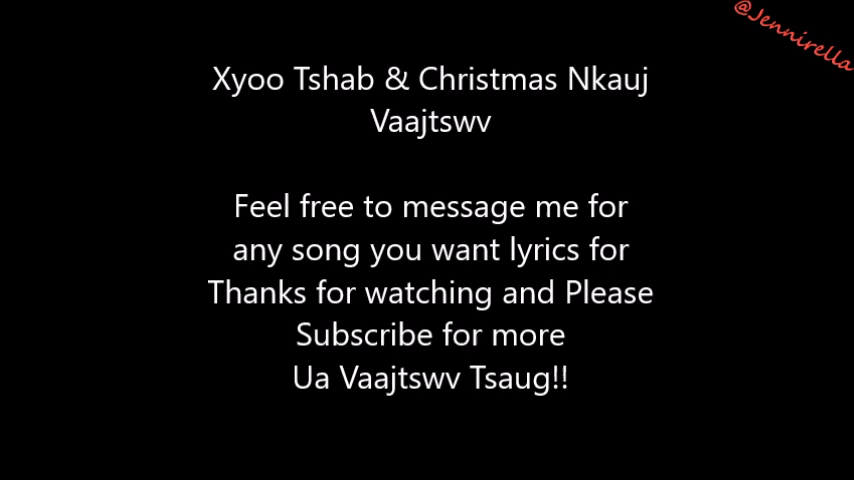 @Jennirella
Xyoo Tshab & Christmas Nkauj
Vaajtswv
Feel free to message me for
any song you want lyrics for
Thanks for watching and Please
Subscribe for more
Ua Vaajtswv Tsaug!!